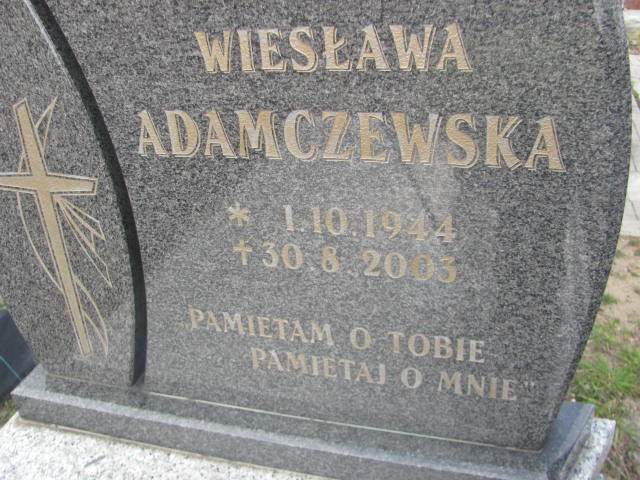 WIESŁAWA
ADAMCZEWSKA
* 1.10.1944
✝ 30.8.2003
„PAMIĘTAM O TOBIE
PAMIĘTAJ O MNIE"